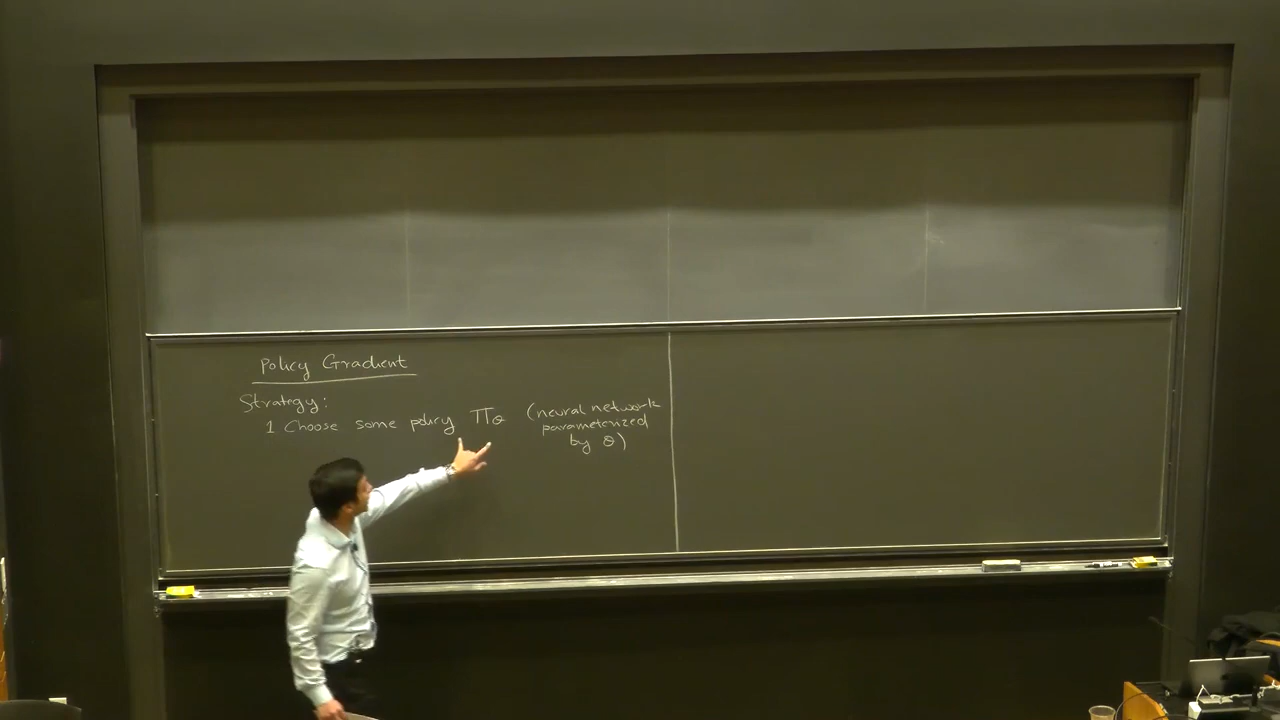 Policy Gradient
Strategy:
1 Choose some policy πθ (neural network
parameterized
by θ)